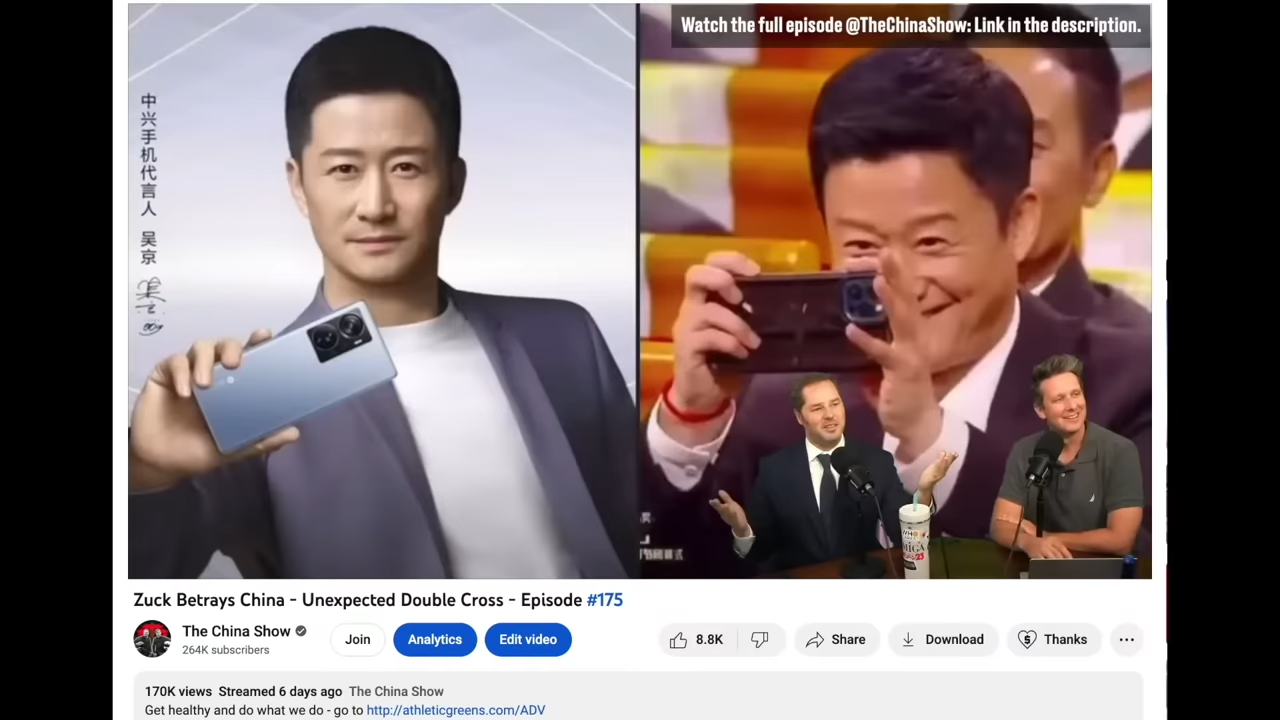 Watch the full episode @TheChinaShow: Link in the description.
中兴手机代言人 吴京
Zuck Betrays China - Unexpected Double Cross - Episode #175
The China Show
264K subscribers
Join
Analytics
Edit video
8.8K
Share
Download
Thanks
170K views Streamed 6 days ago The China Show
Get healthy and do what we do - go to http://athleticgreens.com/ADV